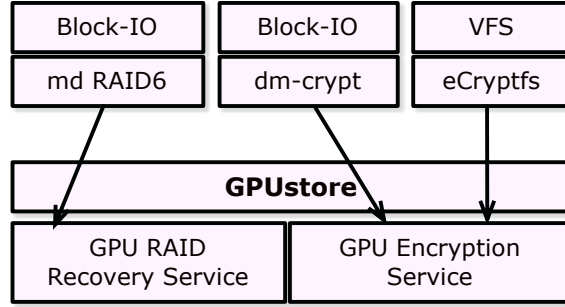 Block-IO
Block-IO
VFS
md RAID6
dm-crypt
eCryptfs
GPUstore
GPU RAID
Recovery Service
GPU Encryption
Service